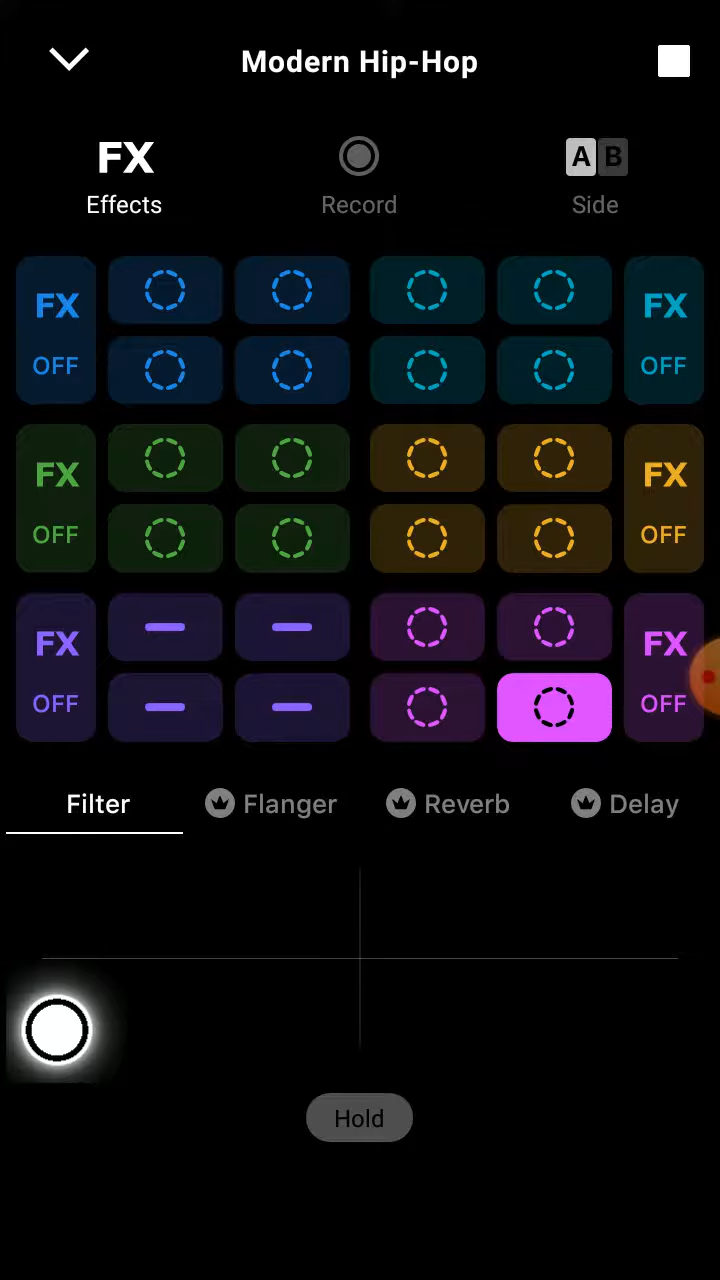 Modern Hip-Hop
FX A B
Effects Record Side
FX FX
OFF OFF
FX FX
OFF OFF
FX FX
OFF OFF
Filter Flanger Reverb Delay
Hold